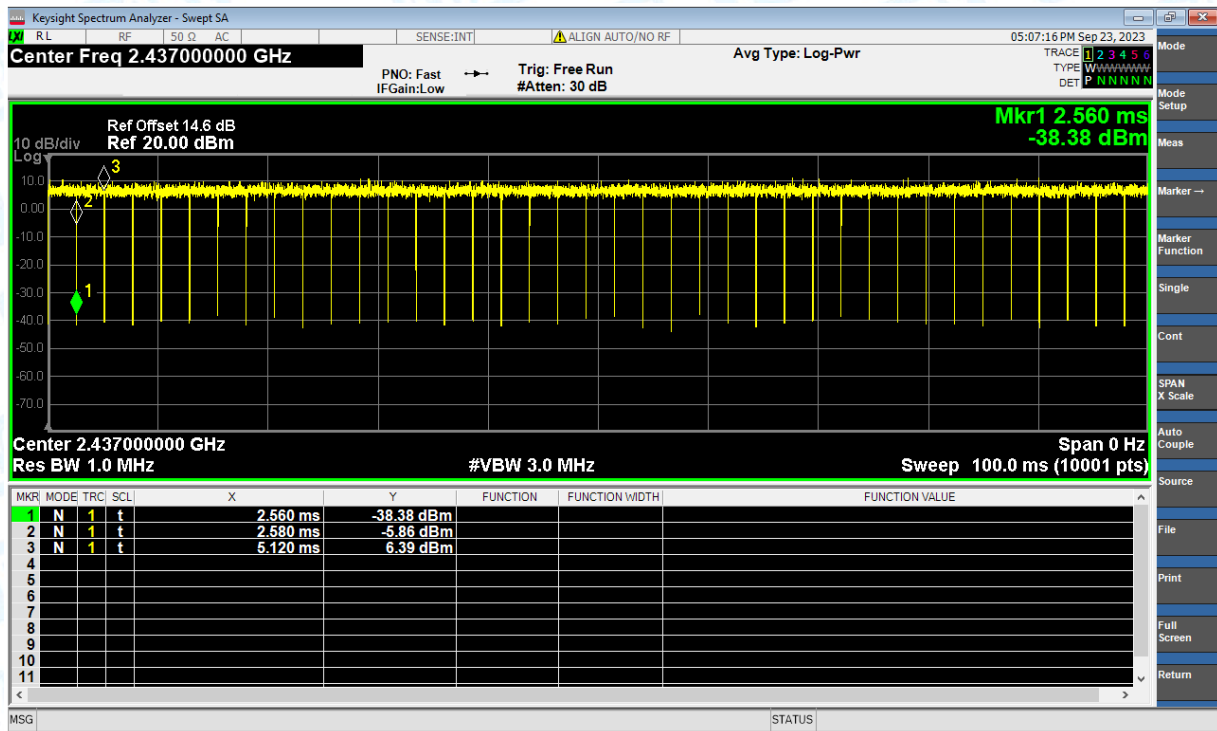 Keysight Spectrum Analyzer - Swept SA
LXI RL RF 50 Ω AC SENSE:INT ALIGN AUTO/NO RF 05:07:16 PM Sep 23, 2023
Center Freq 2.437000000 GHz
PNO: Fast
IFGain:Low
Trig: Free Run
#Atten: 30 dB
Avg Type: Log-Pwr
TRACE 1 2 3 4 5 6
TYPE WWWWWW
DET P N N N N N
Mkr1 2.560 ms
-38.38 dBm
Ref Offset 14.6 dB
10 dB/div Ref 20.00 dBm
Log
3
10.0
2
0.00
-10.0
-20.0
1
-30.0
-40.0
-50.0
-60.0
-70.0
Center 2.437000000 GHz Span 0 Hz
Res BW 1.0 MHz #VBW 3.0 MHz Sweep 100.0 ms (10001 pts)
MKR MODE TRC SCL X Y FUNCTION FUNCTION WIDTH FUNCTION VALUE
1 N 1 t 2.560 ms -38.38 dBm
2 N 1 t 2.580 ms -5.86 dBm
3 N 1 t 5.120 ms 6.39 dBm
4
5
6
7
8
9
10
11
MSG STATUS
Mode
Mode
Setup
Meas
Marker →
Marker
Function
Single
Cont
SPAN
X Scale
Auto
Couple
Source
File
Print
Full
Screen
Return